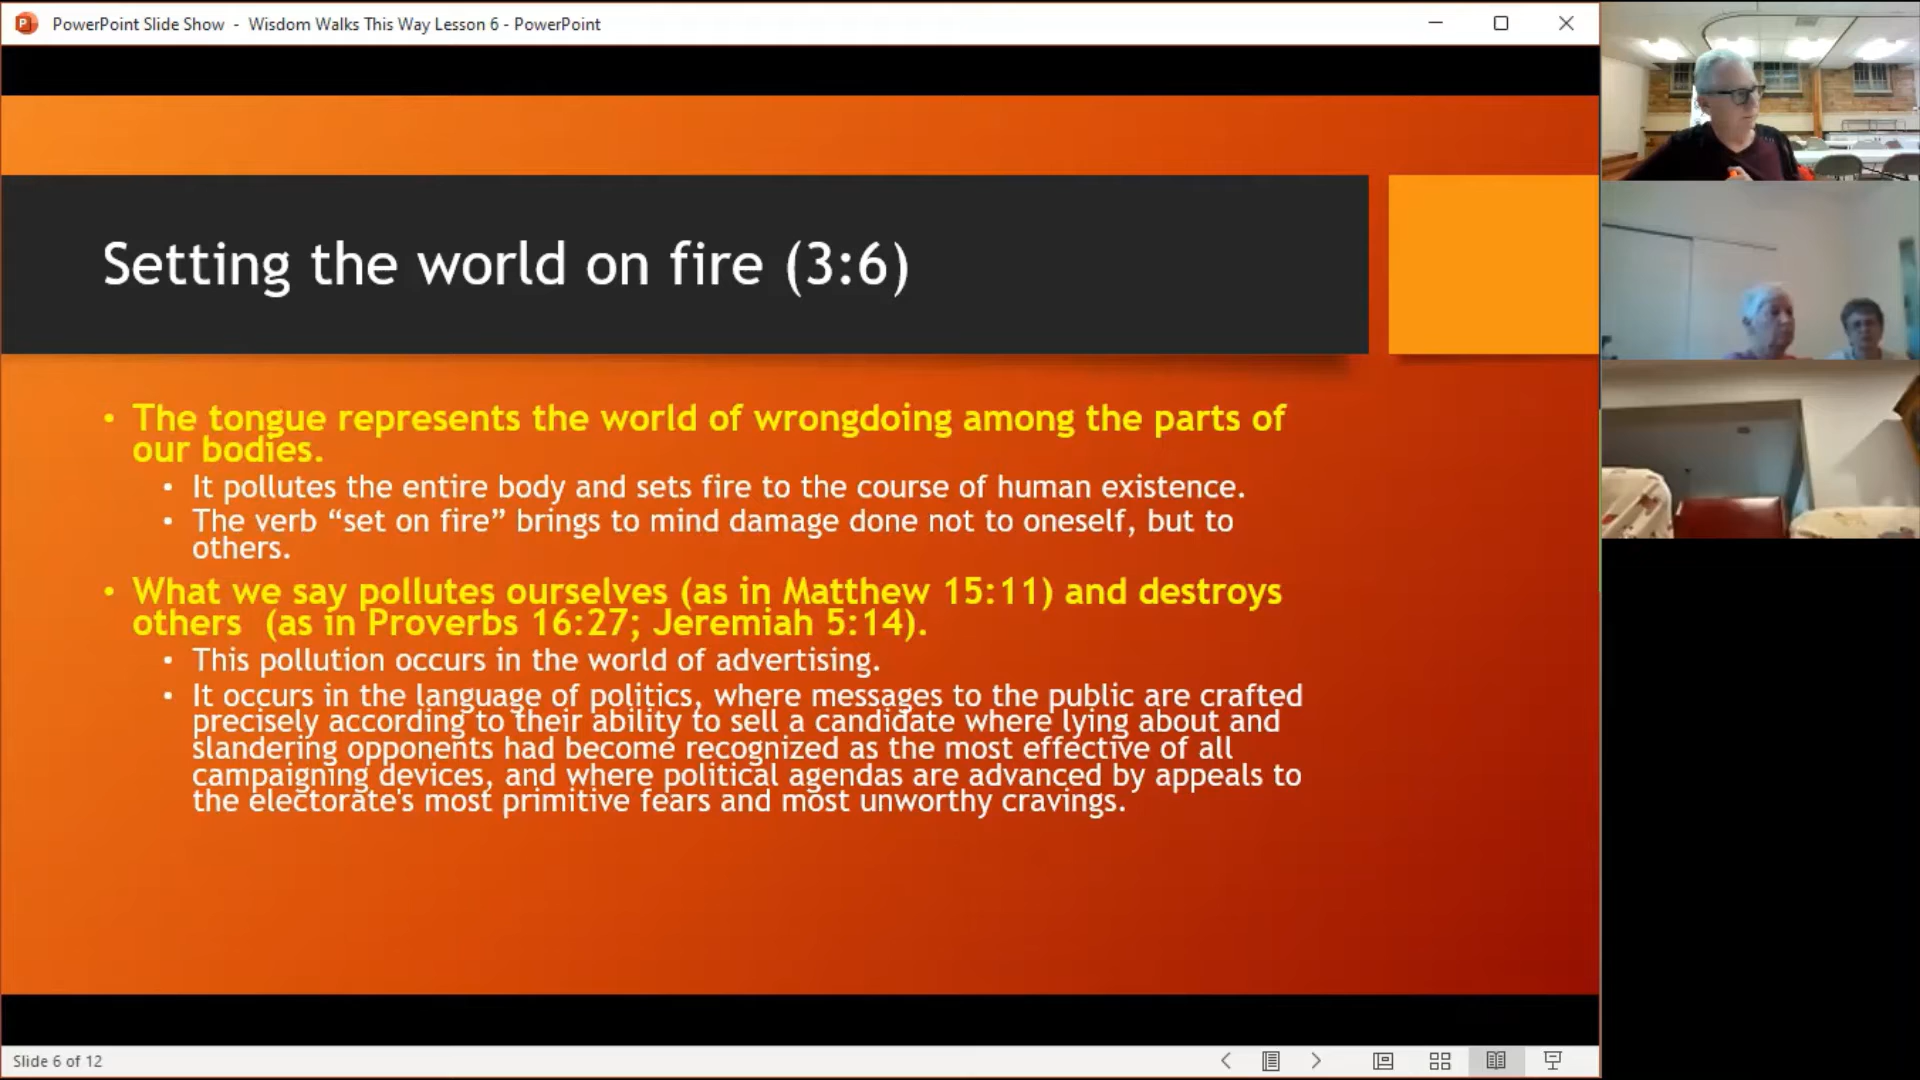 PowerPoint Slide Show - Wisdom Walks This Way Lesson 6 - PowerPoint
Setting the world on fire (3:6)
• The tongue represents the world of wrongdoing among the parts of
our bodies.
• It pollutes the entire body and sets fire to the course of human existence.
• The verb “set on fire” brings to mind damage done not to oneself, but to
others.
• What we say pollutes ourselves (as in Matthew 15:11) and destroys
others  (as in Proverbs 16:27; Jeremiah 5:14).
• This pollution occurs in the world of advertising.
• It occurs in the language of politics, where messages to the public are crafted
precisely according to their ability to sell a candidate where lying about and
slandering opponents had become recognized as the most effective of all
campaigning devices, and where political agendas are advanced by appeals to
the electorate's most primitive fears and most unworthy cravings.
Slide 6 of 12